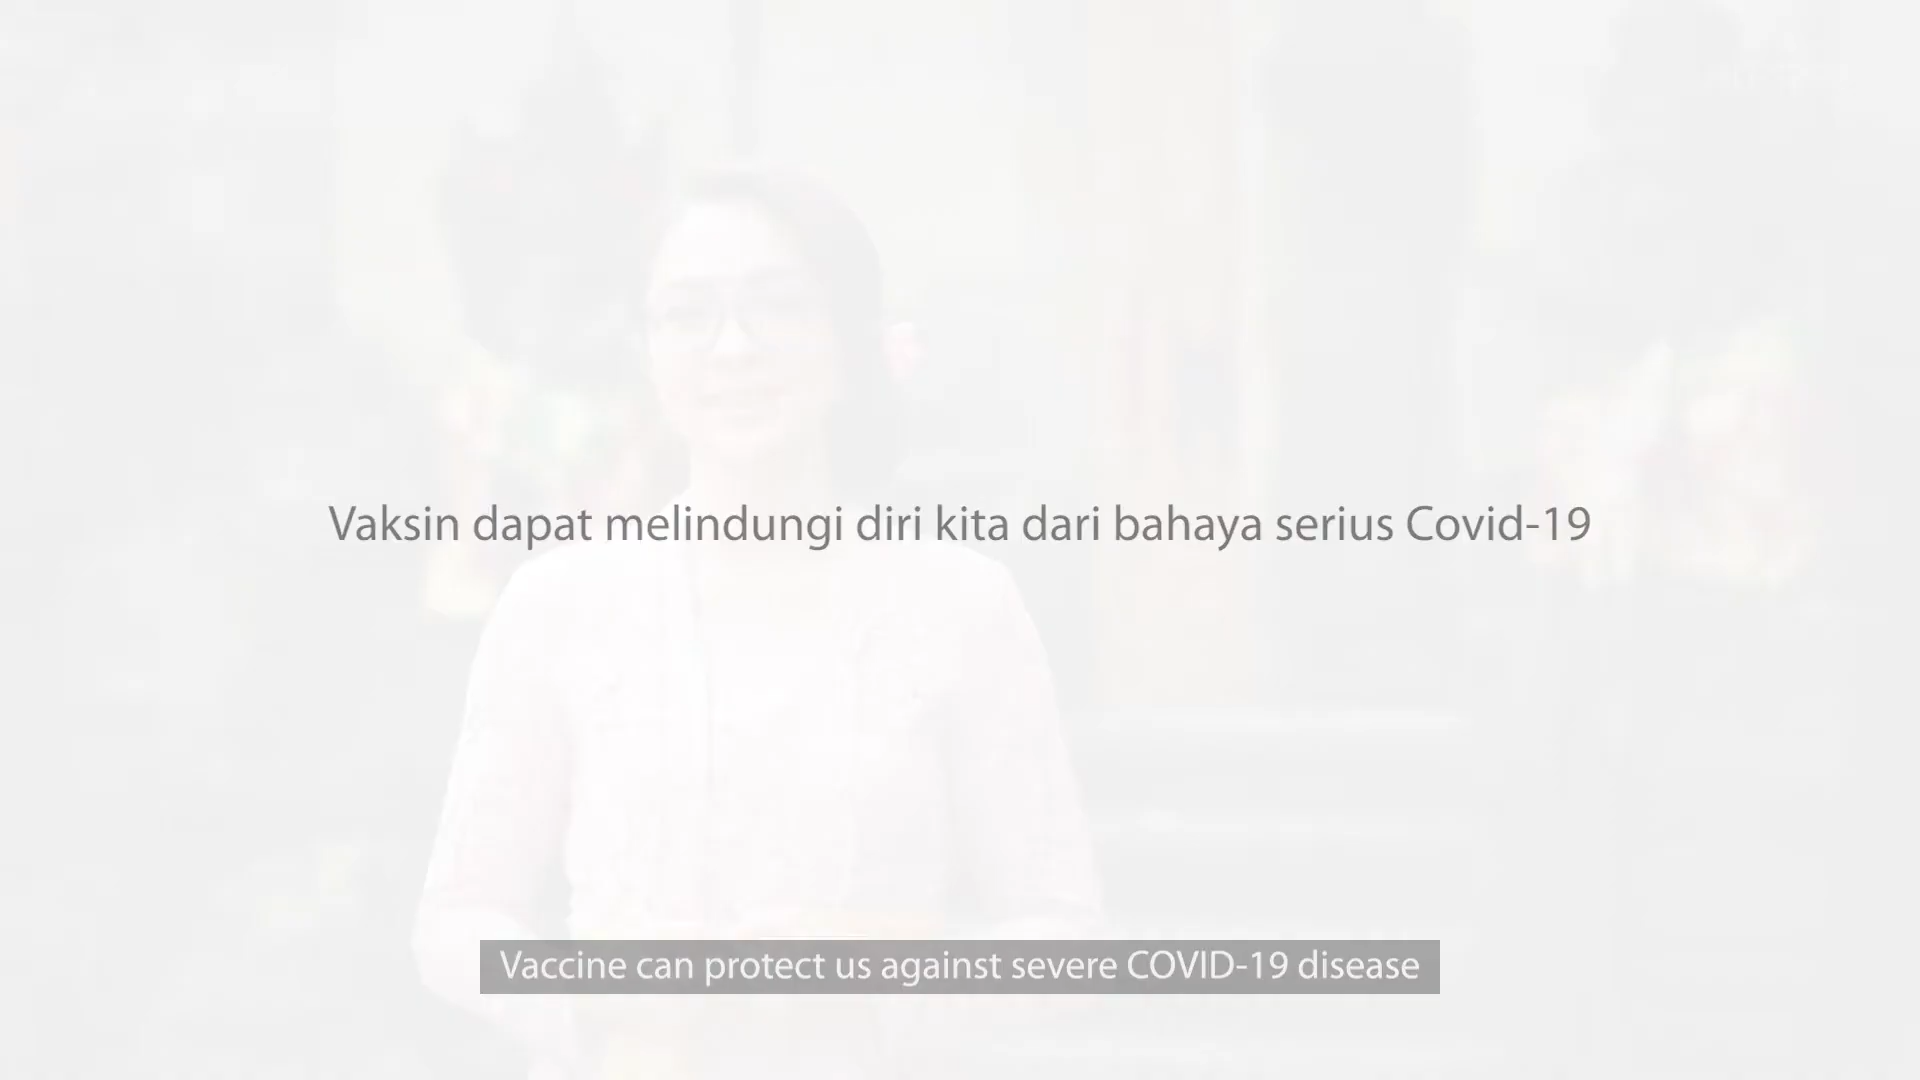 Vaksin dapat melindungi diri kita dari bahaya serius Covid-19
Vaccine can protect us against severe COVID-19 disease